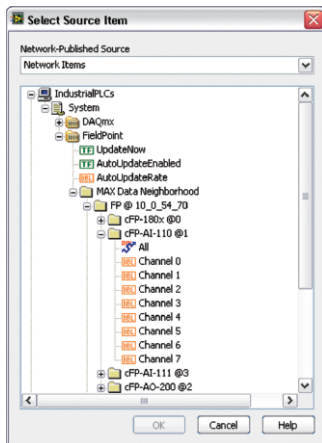 Select Source Item
Network-Published Source
Network Items
IndustrialPLCs
System
DAQmx
FieldPoint
TF UpdateNow
TF AutoUpdateEnabled
DBL AutoUpdateRate
MAX Data Neighborhood
FP @ 10_0_54_70
cFP-180x @0
cFP-AI-110 @1
All
DBL Channel 0
DBL Channel 1
DBL Channel 2
DBL Channel 3
DBL Channel 4
DBL Channel 5
DBL Channel 6
DBL Channel 7
cFP-AI-111 @3
cFP-AO-200 @2
OK Cancel Help